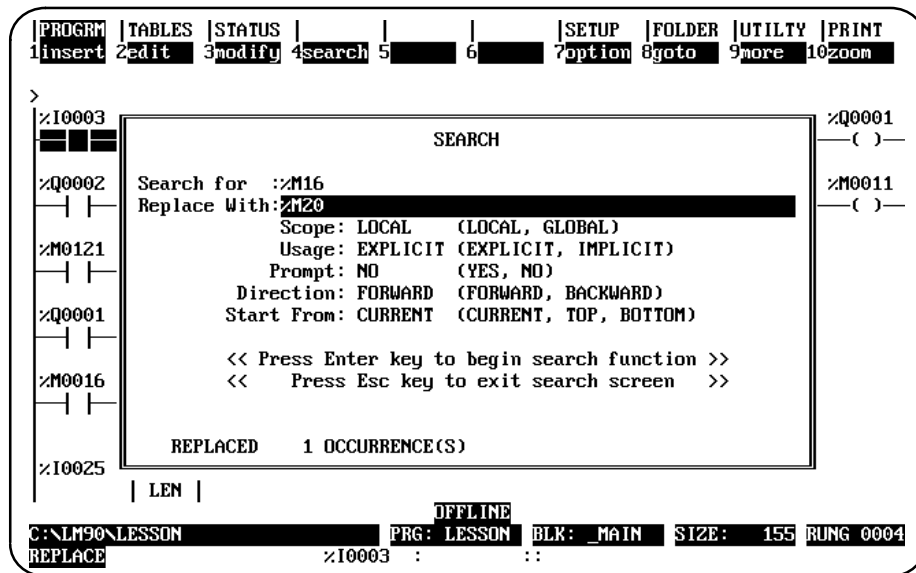 |PROGRM |TABLES |STATUS | | |SETUP |FOLDER |UTILTY |PRINT
1insert 2edit 3modify 4search 5 6 7option 8goto 9more 10zoom
>
%I0003 %Q0001
SEARCH
( )
%Q0002 Search for :%M16 %M0011
Replace With:%M20 ( )
Scope: LOCAL (LOCAL, GLOBAL)
%M0121 Usage: EXPLICIT (EXPLICIT, IMPLICIT)
Prompt: NO (YES, NO)
Direction: FORWARD (FORWARD, BACKWARD)
%Q0001 Start From: CURRENT (CURRENT, TOP, BOTTOM)
<< Press Enter key to begin search function >>
%M0016 << Press Esc key to exit search screen >>
REPLACED 1 OCCURRENCE(S)
%I0025
| LEN |
OFFLINE
C:\LM90\LESSON PRG: LESSON BLK: _MAIN SIZE: 155 RUNG 0004
REPLACE %I0003 : ::